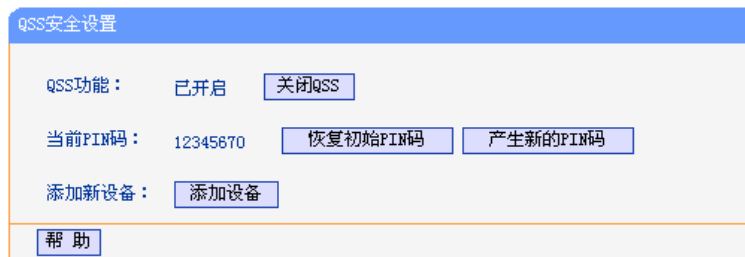 QSS安全设置
QSS功能： 已开启 关闭QSS
当前PIN码： 12345670 恢复初始PIN码 产生新的PIN码
添加新设备： 添加设备
帮 助